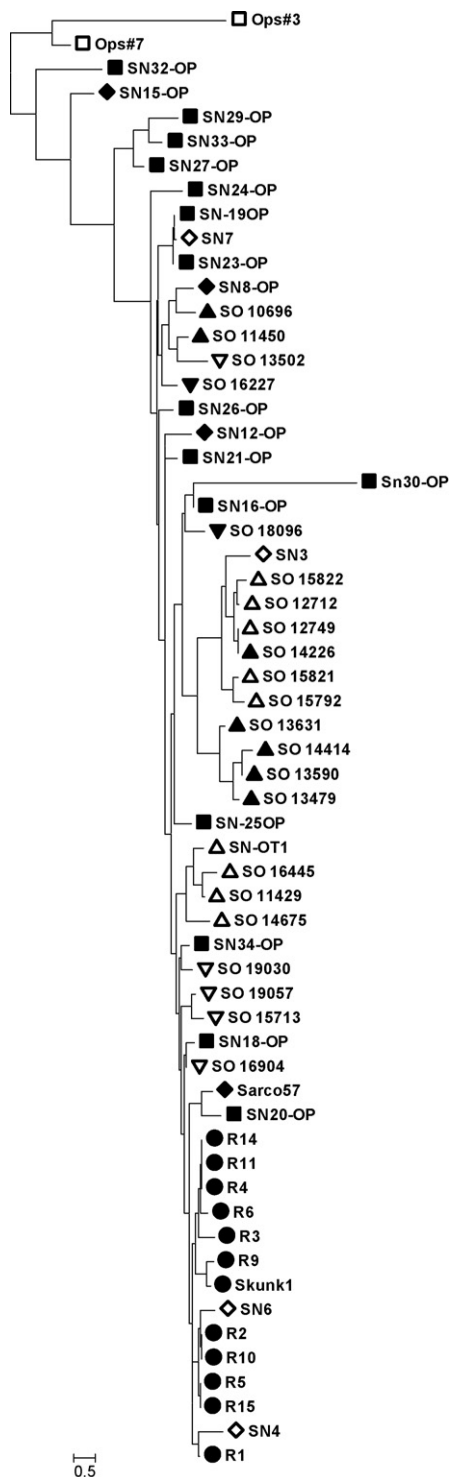 Ops#3
Ops#7
SN32-OP
SN15-OP
SN29-OP
SN33-OP
SN27-OP
SN24-OP
SN-19OP
SN7
SN23-OP
SN8-OP
SO 10696
SO 11450
SO 13502
SO 16227
SN26-OP
SN12-OP
SN21-OP
Sn30-OP
SN16-OP
SO 18096
SN3
SO 15822
SO 12712
SO 12749
SO 14226
SO 15821
SO 15792
SO 13631
SO 14414
SO 13590
SO 13479
SN-25OP
SN-OT1
SO 16445
SO 11429
SO 14675
SN34-OP
SO 19030
SO 19057
SO 15713
SN18-OP
SO 16904
Sarco57
SN20-OP
R14
R11
R4
R6
R3
R9
Skunk1
SN6
R2
R10
R5
R15
SN4
R1
0.5